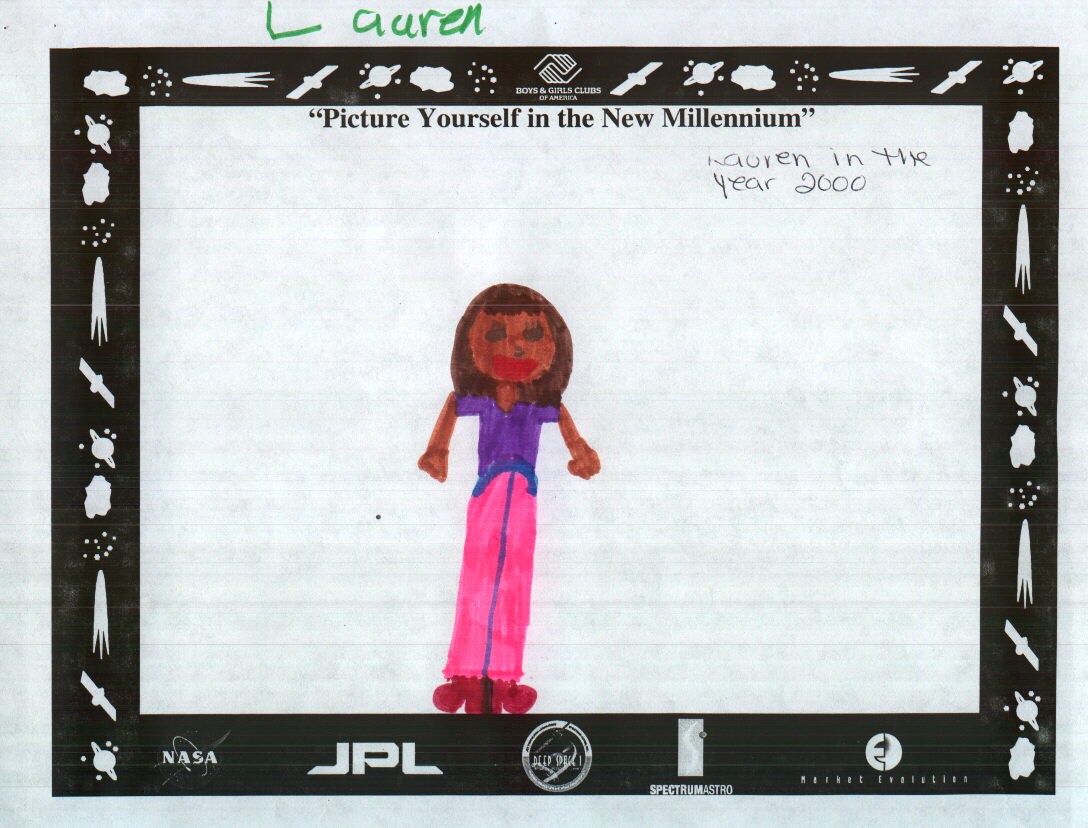 Lauren
BOYS & GIRLS CLUBS
OF AMERICA
“Picture Yourself in the New Millennium”
Lauren in the
year 2000
NASA
JPL
DEEP SPACE 1
SPECTRUMASTRO
Market Evolution